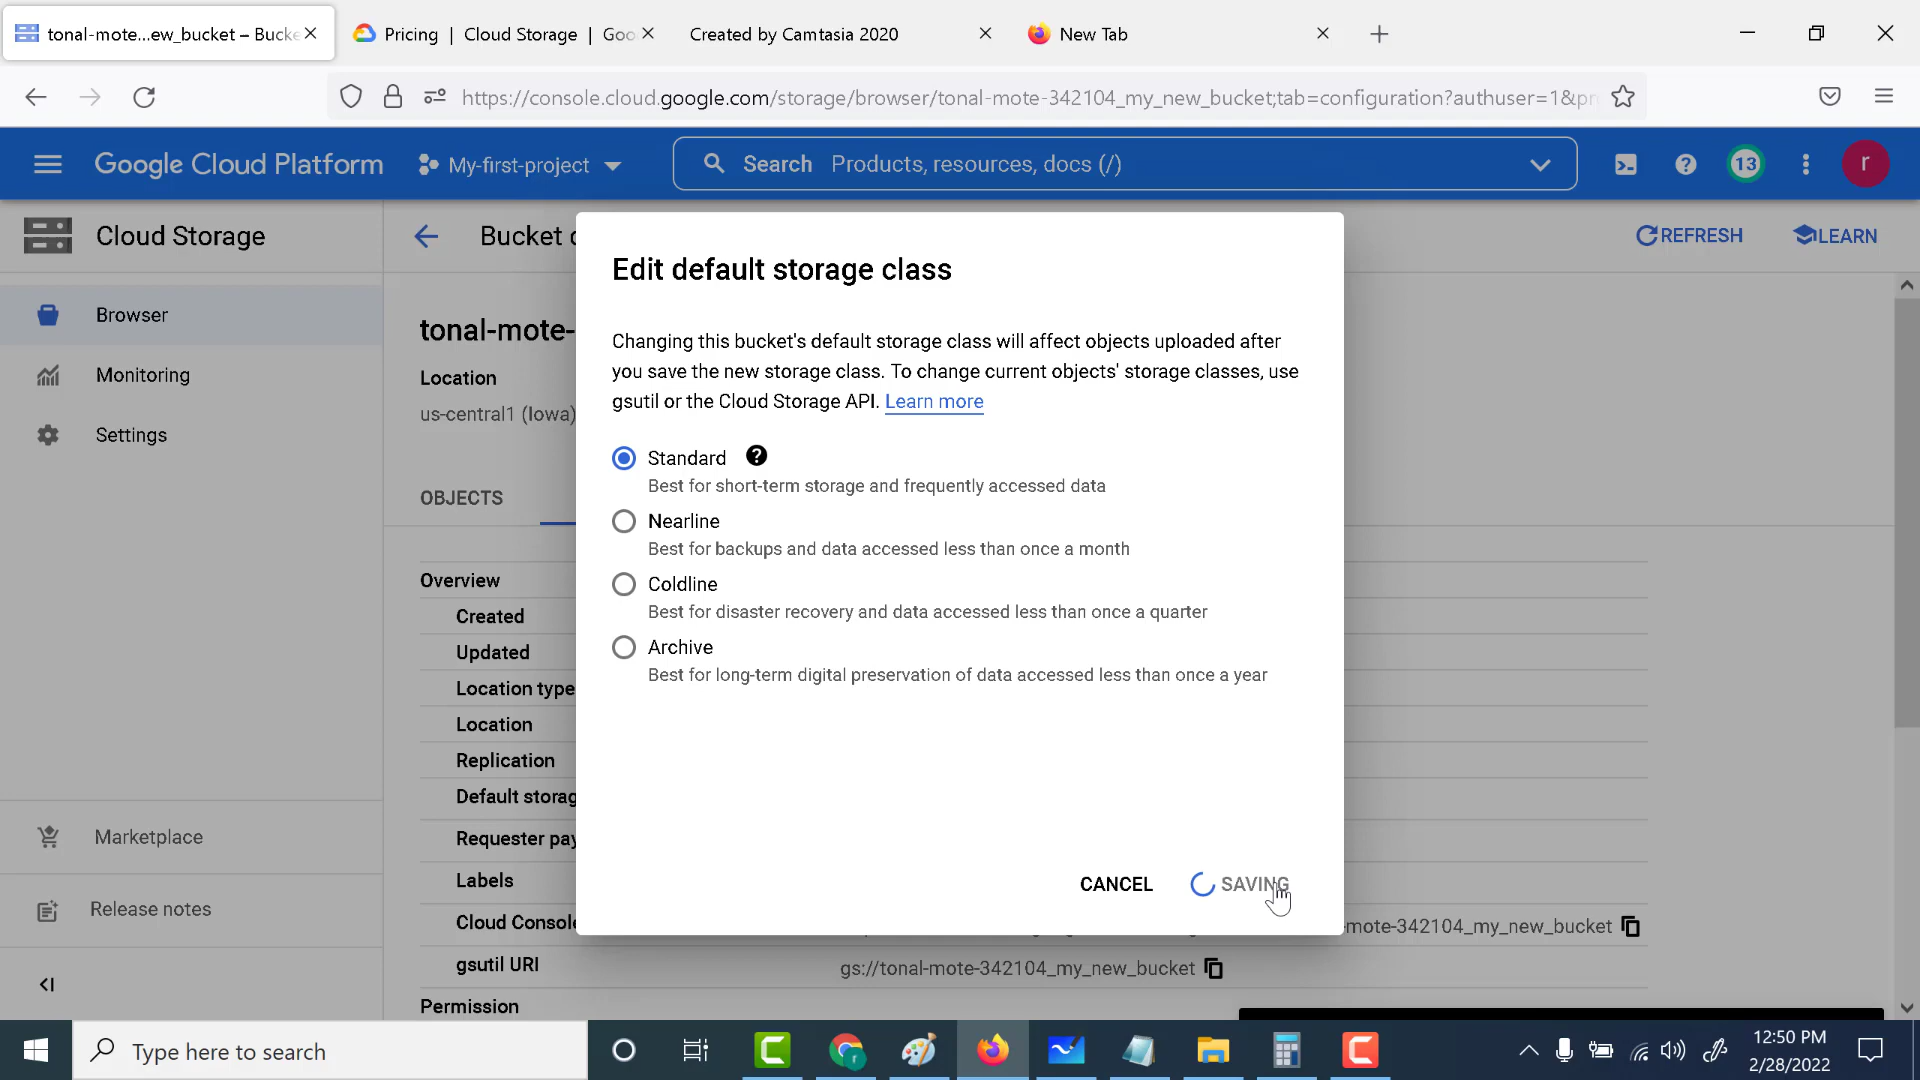 tonal-mote...ew_bucket – Bucke
Pricing | Cloud Storage | Goo
Created by Camtasia 2020
New Tab
https://console.cloud.google.com/storage/browser/tonal-mote-342104_my_new_bucket;tab=configuration?authuser=1&pr
Google Cloud Platform
My-first-project
Search Products, resources, docs (/)
13
r
Cloud Storage
Bucket
REFRESH
LEARN
Browser
Monitoring
Settings
Marketplace
Release notes
tonal-mote-
Location
us-central1 (Iowa)
OBJECTS
Overview
Created
Updated
Location type
Location
Replication
Default storag
Requester pay
Labels
Cloud Console
-mote-342104_my_new_bucket
gsutil URI
gs://tonal-mote-342104_my_new_bucket
Permission
Edit default storage class
Changing this bucket's default storage class will affect objects uploaded after
you save the new storage class. To change current objects' storage classes, use
gsutil or the Cloud Storage API. Learn more
Standard
Best for short-term storage and frequently accessed data
Nearline
Best for backups and data accessed less than once a month
Coldline
Best for disaster recovery and data accessed less than once a quarter
Archive
Best for long-term digital preservation of data accessed less than once a year
CANCEL
SAVING
Type here to search
12:50 PM
2/28/2022